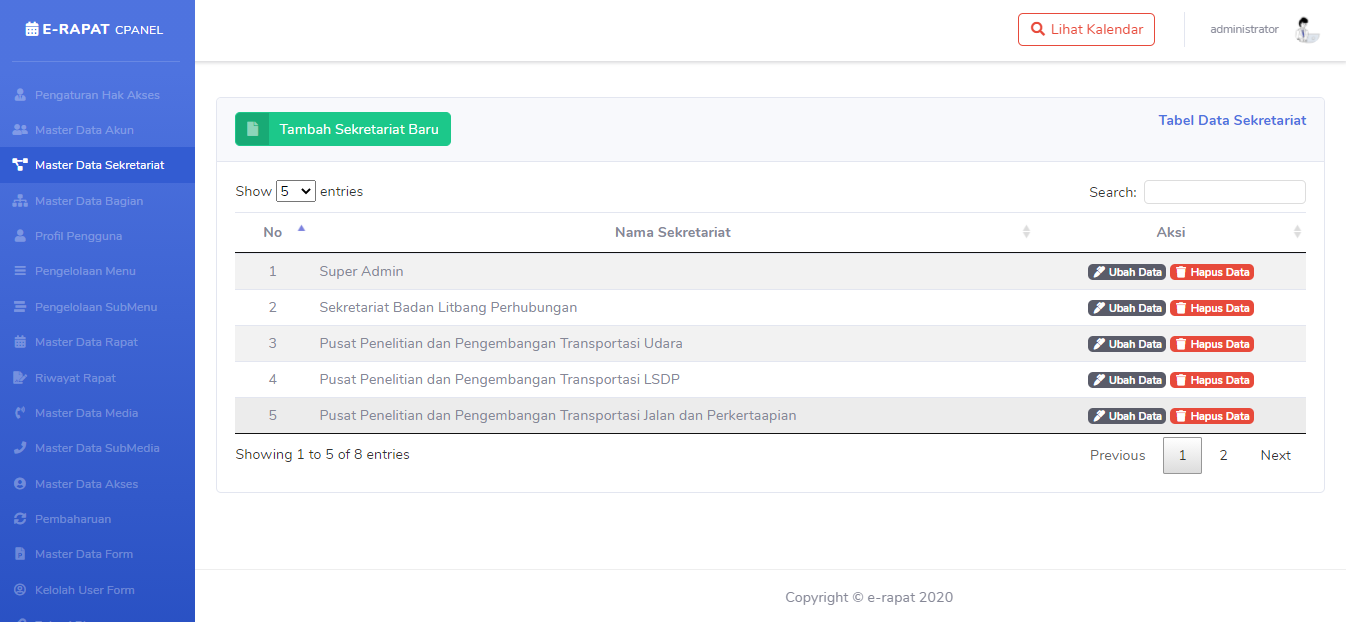 E-RAPAT CPANEL
Lihat Kalendar
administrator
Pengaturan Hak Akses
Master Data Akun
Master Data Sekretariat
Master Data Bagian
Profil Pengguna
Pengelolaan Menu
Pengelolaan SubMenu
Master Data Rapat
Riwayat Rapat
Master Data Media
Master Data SubMedia
Master Data Akses
Pembaharuan
Master Data Form
Kelolah User Form
Tambah Sekretariat Baru
Tabel Data Sekretariat
Show 5 entries
Search:
No Nama Sekretariat Aksi
1 Super Admin Ubah Data Hapus Data
2 Sekretariat Badan Litbang Perhubungan Ubah Data Hapus Data
3 Pusat Penelitian dan Pengembangan Transportasi Udara Ubah Data Hapus Data
4 Pusat Penelitian dan Pengembangan Transportasi LSDP Ubah Data Hapus Data
5 Pusat Penelitian dan Pengembangan Transportasi Jalan dan Perkertaapian Ubah Data Hapus Data
Showing 1 to 5 of 8 entries
Previous 1 2 Next
Copyright © e-rapat 2020